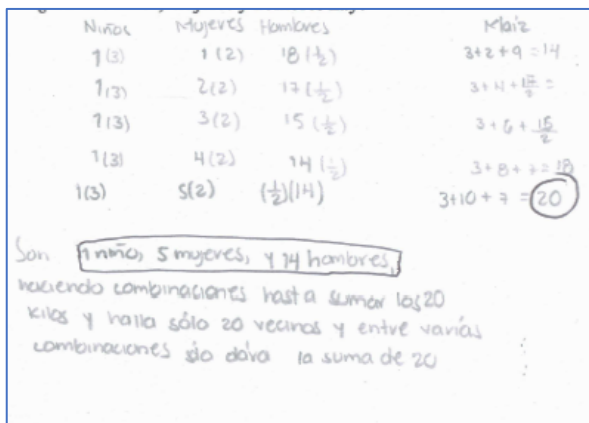 Niños Mujeres Hombres Maíz
1(3) 1(2) 18(½) 3+2+9=14
1(3) 2(2) 17(½) 3+4+17/2=
1(3) 3(2) 15(½) 3+6+15/2
1(3) 4(2) 14(½) 3+8+7=18
1(3) 5(2) (½)(14) 3+10+7=20
Son 1 niño, 5 mujeres, y 14 hombres,
haciendo combinaciones hasta sumar los 20
kilos y halla sólo 20 vecinos y entre varias
combinaciones sío dava la suma de 20